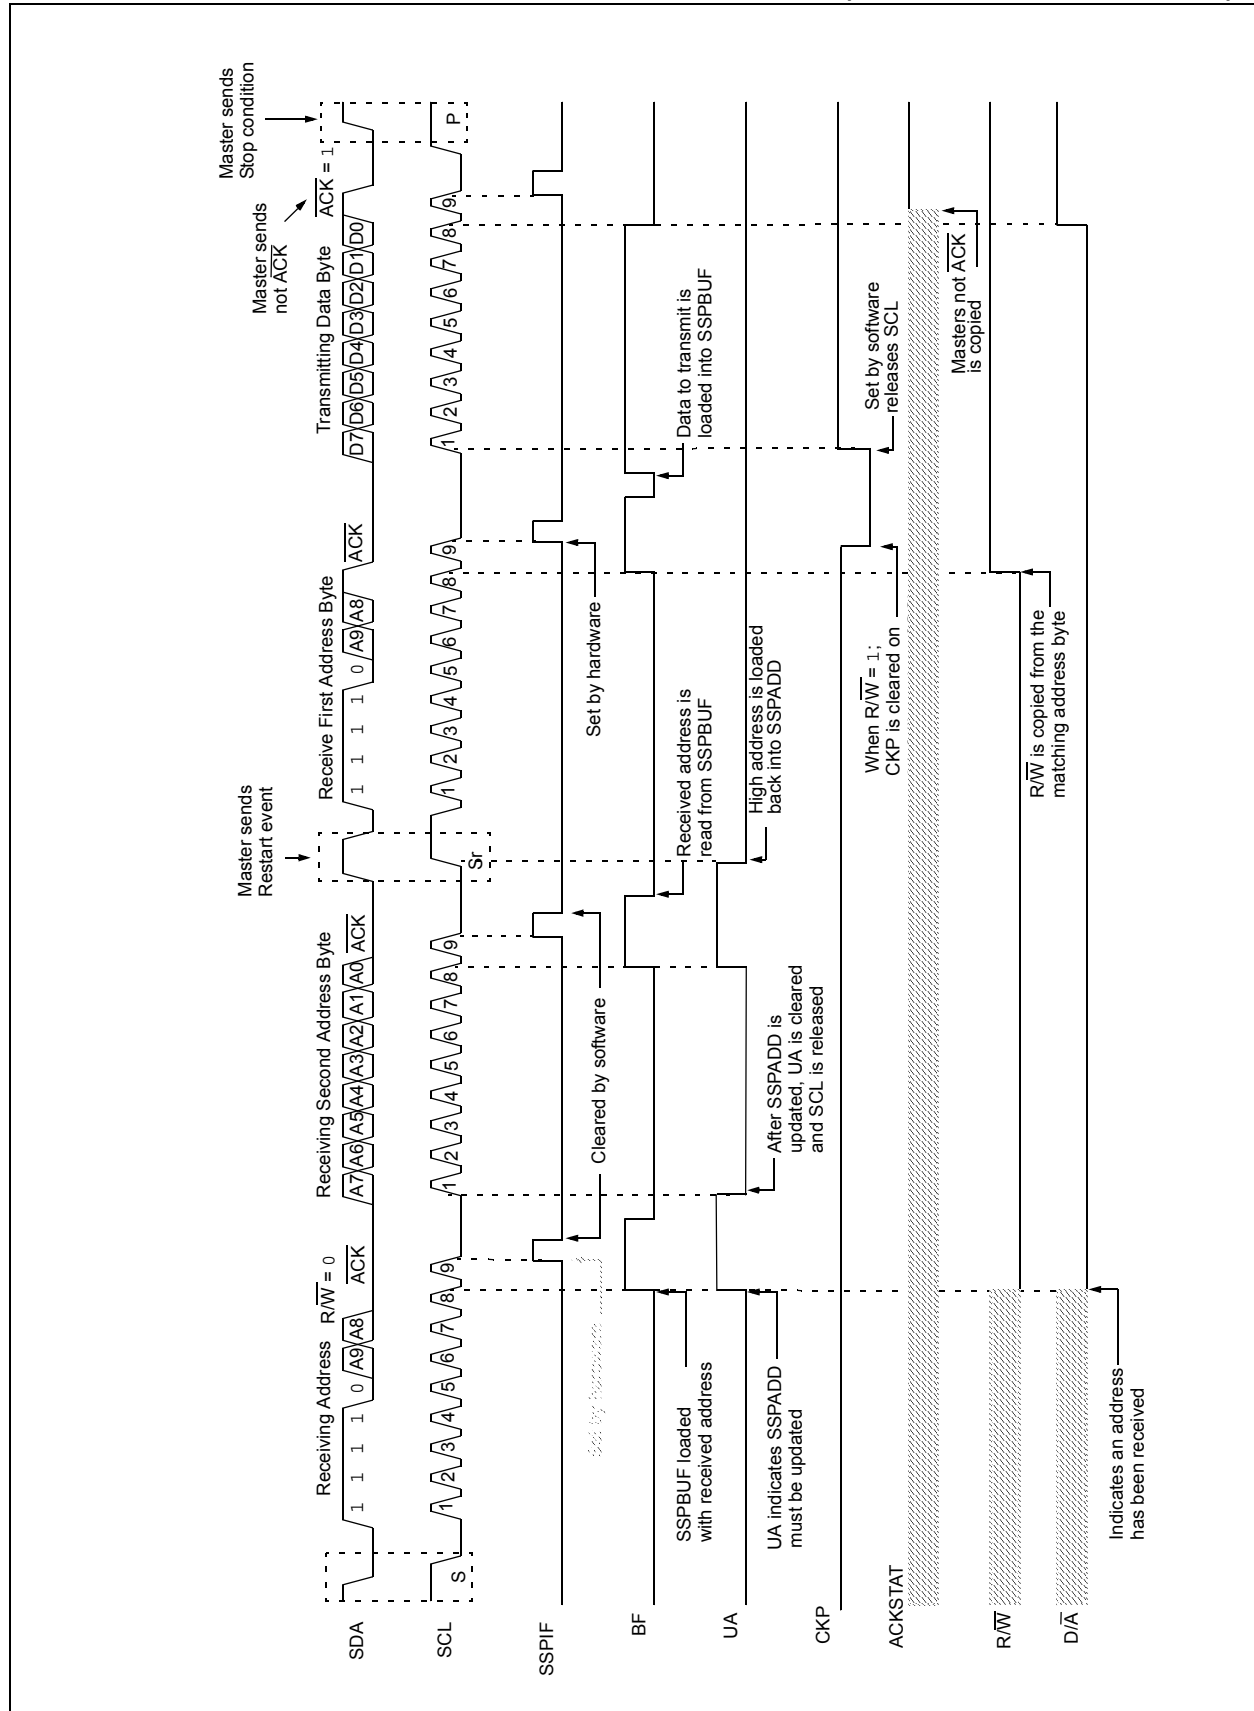 Master sends
Stop condition
Master sends
not ACK
Master sends
Restart event
Receiving Address R/W = 0 ACK
Receiving Second Address Byte
Receive First Address Byte ACK
Transmitting Data Byte ACK = 1
SDA 1 1 1 1 0 A9 A8 A7 A6 A5 A4 A3 A2 A1 A0 ACK 1 1 1 1 0 A9 A8 D7 D6 D5 D4 D3 D2 D1 D0
SCL S 1 2 3 4 5 6 7 8 9 1 2 3 4 5 6 7 8 9 Sr 1 2 3 4 5 6 7 8 9 1 2 3 4 5 6 7 8 9 P
SSPIF
Cleared by software
Set by hardware
BF
SSPBUF loaded
with received address
Received address is
read from SSPBUF
Data to transmit is
loaded into SSPBUF
UA
UA indicates SSPADD
must be updated
After SSPADD is
updated, UA is cleared
and SCL is released
High address is loaded
back into SSPADD
CKP
When R/W = 1;
CKP is cleared on
Set by software
releases SCL
ACKSTAT
Masters not ACK
is copied
R/W
R/W is copied from the
matching address byte
D/A
Indicates an address
has been received